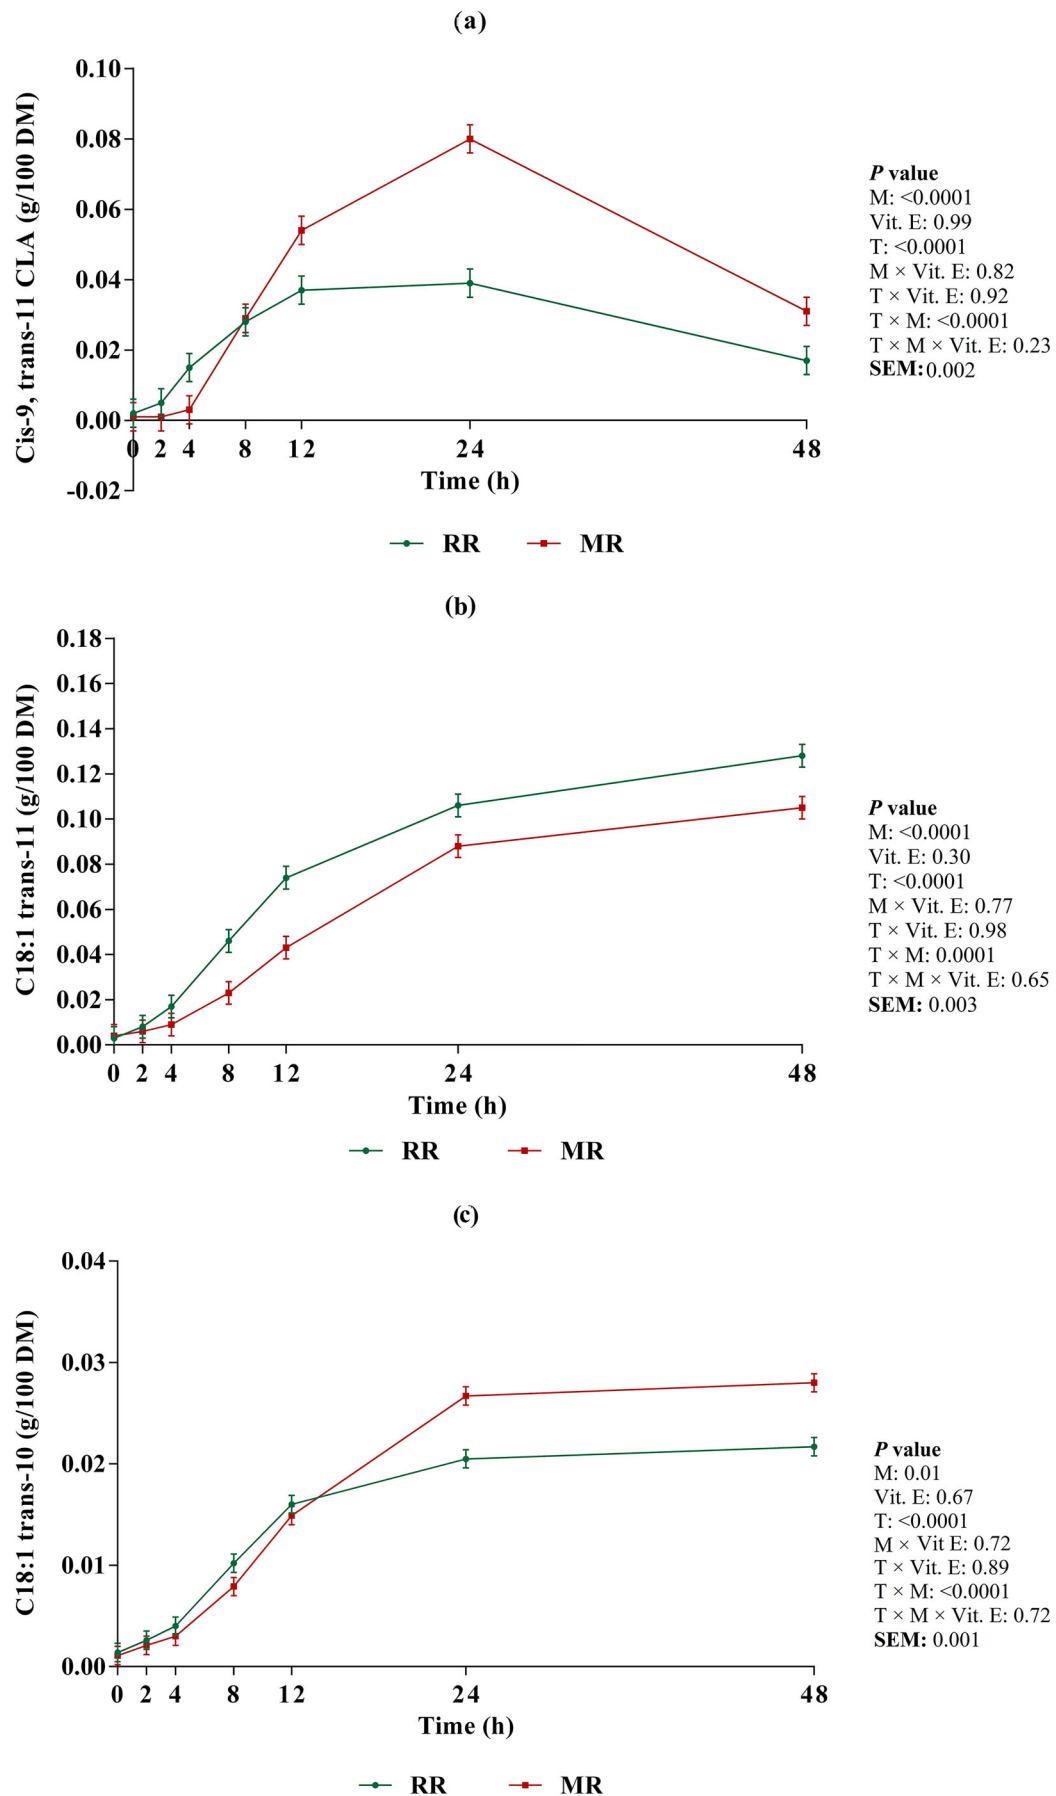 (a)
Cis-9, trans-11 CLA (g/100 DM)
0.10
0.08
0.06
0.04
0.02
0.00
-0.02
0 2 4 8 12 24 48
Time (h)
RR MR
P value
M: <0.0001
Vit. E: 0.99
T: <0.0001
M × Vit. E: 0.82
T × Vit. E: 0.92
T × M: <0.0001
T × M × Vit. E: 0.23
SEM: 0.002
(b)
C18:1 trans-11 (g/100 DM)
0.18
0.16
0.14
0.12
0.10
0.08
0.06
0.04
0.02
0.00
0 2 4 8 12 24 48
Time (h)
RR MR
P value
M: <0.0001
Vit. E: 0.30
T: <0.0001
M × Vit. E: 0.77
T × Vit. E: 0.98
T × M: 0.0001
T × M × Vit. E: 0.65
SEM: 0.003
(c)
C18:1 trans-10 (g/100 DM)
0.04
0.03
0.02
0.01
0.00
0 2 4 8 12 24 48
Time (h)
RR MR
P value
M: 0.01
Vit. E: 0.67
T: <0.0001
M × Vit E: 0.72
T × Vit. E: 0.89
T × M: <0.0001
T × M × Vit. E: 0.72
SEM: 0.001